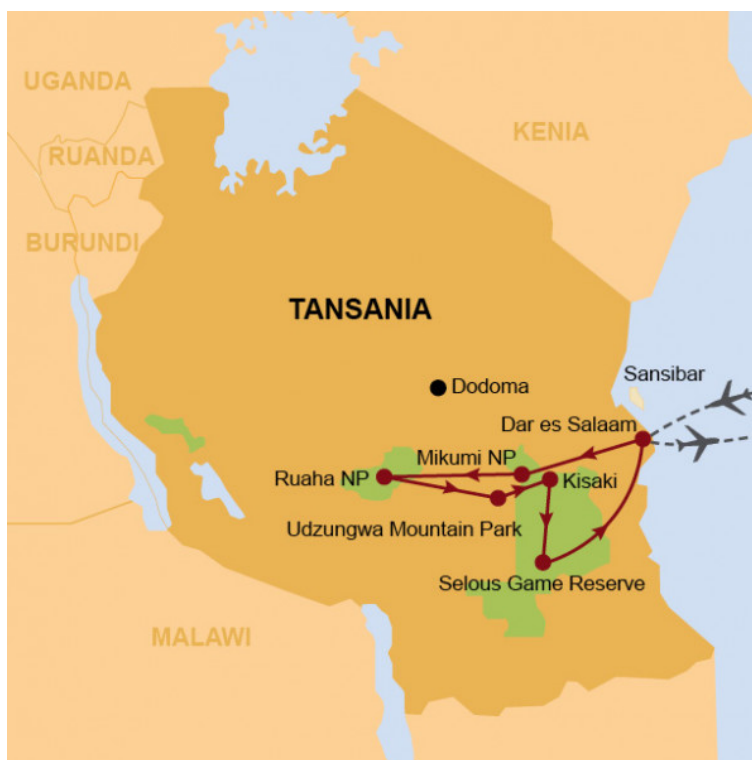 UGANDA
KENIA
RUANDA
BURUNDI
TANSANIA
Dodoma
Sansibar
Dar es Salaam
Mikumi NP
Ruaha NP
Kisaki
Udzungwa Mountain Park
Selous Game Reserve
MALAWI